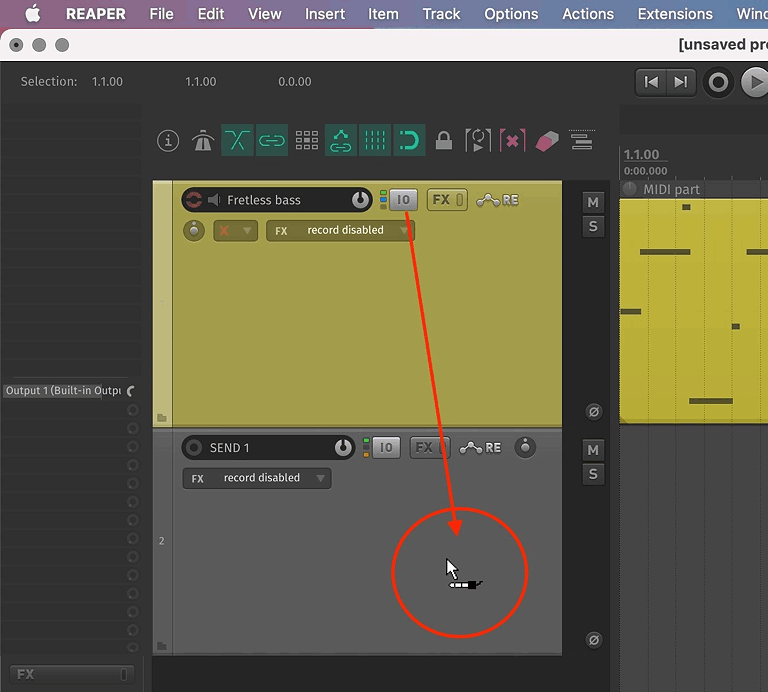 REAPER File Edit View Insert Item Track Options Actions Extensions
[unsaved
Selection: 1.1.00 1.1.00 0.0.00
1.1.00
0:00.000
MIDI part
Fretless bass IO FX RE
M
FX record disabled
S
Output 1 (Built-in Outpu
SEND 1 IO FX RE
M
FX record disabled
S
2
FX